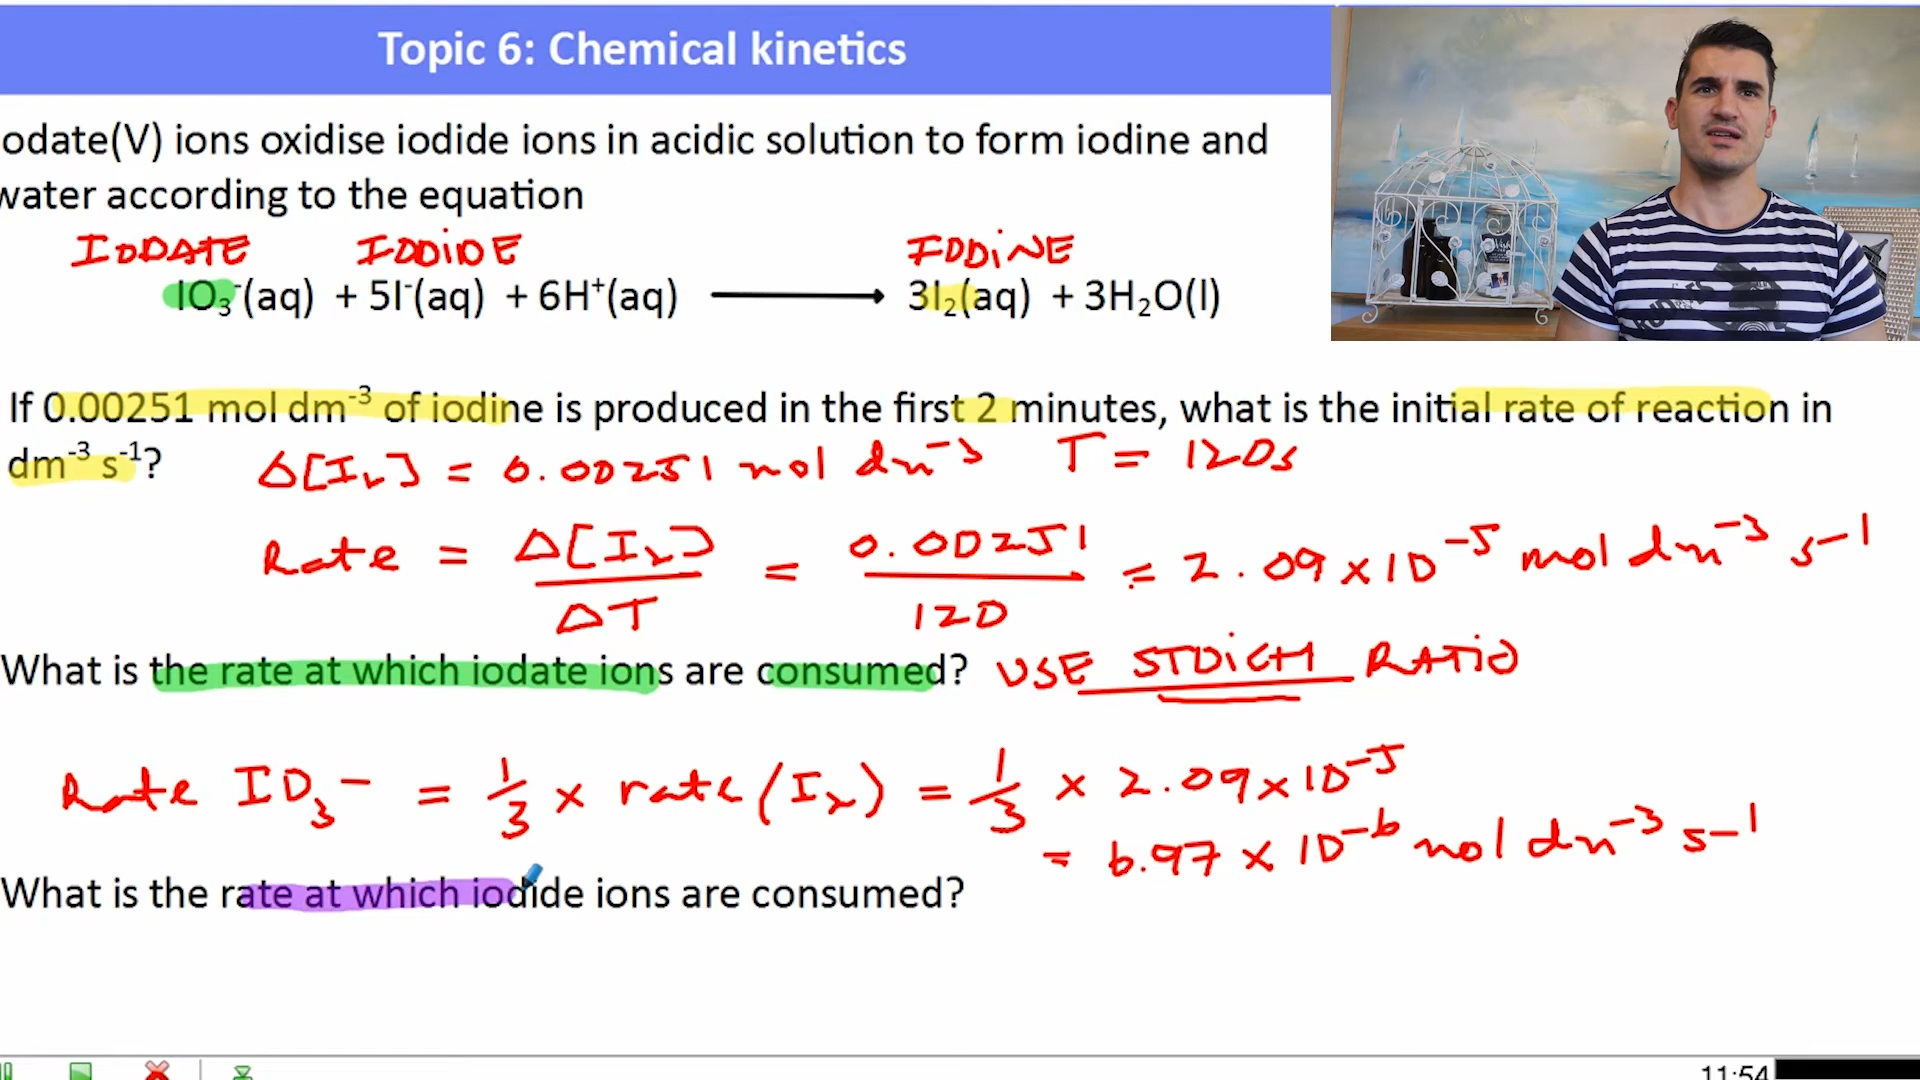 Topic 6: Chemical kinetics
odate(V) ions oxidise iodide ions in acidic solution to form iodine and
water according to the equation
IODATE IODIDE IODINE
IO₃⁻(aq) + 5I⁻(aq) + 6H⁺(aq) ⟶ 3I₂(aq) + 3H₂O(l)
If 0.00251 mol dm⁻³ of iodine is produced in the first 2 minutes, what is the initial rate of reaction in
dm⁻³ s⁻¹?
Δ[I₂] = 0.00251 mol dm⁻³ T = 120s
Rate = Δ[I₂]/ΔT = 0.00251/120 = 2.09 × 10⁻⁵ mol dm⁻³ s⁻¹
What is the rate at which iodate ions are consumed? USE STOICH RATIO
Rate IO₃⁻ = 1/3 × rate (I₂) = 1/3 × 2.09 × 10⁻⁵
= 6.97 × 10⁻⁶ mol dm⁻³ s⁻¹
What is the rate at which iodide ions are consumed?
11:54